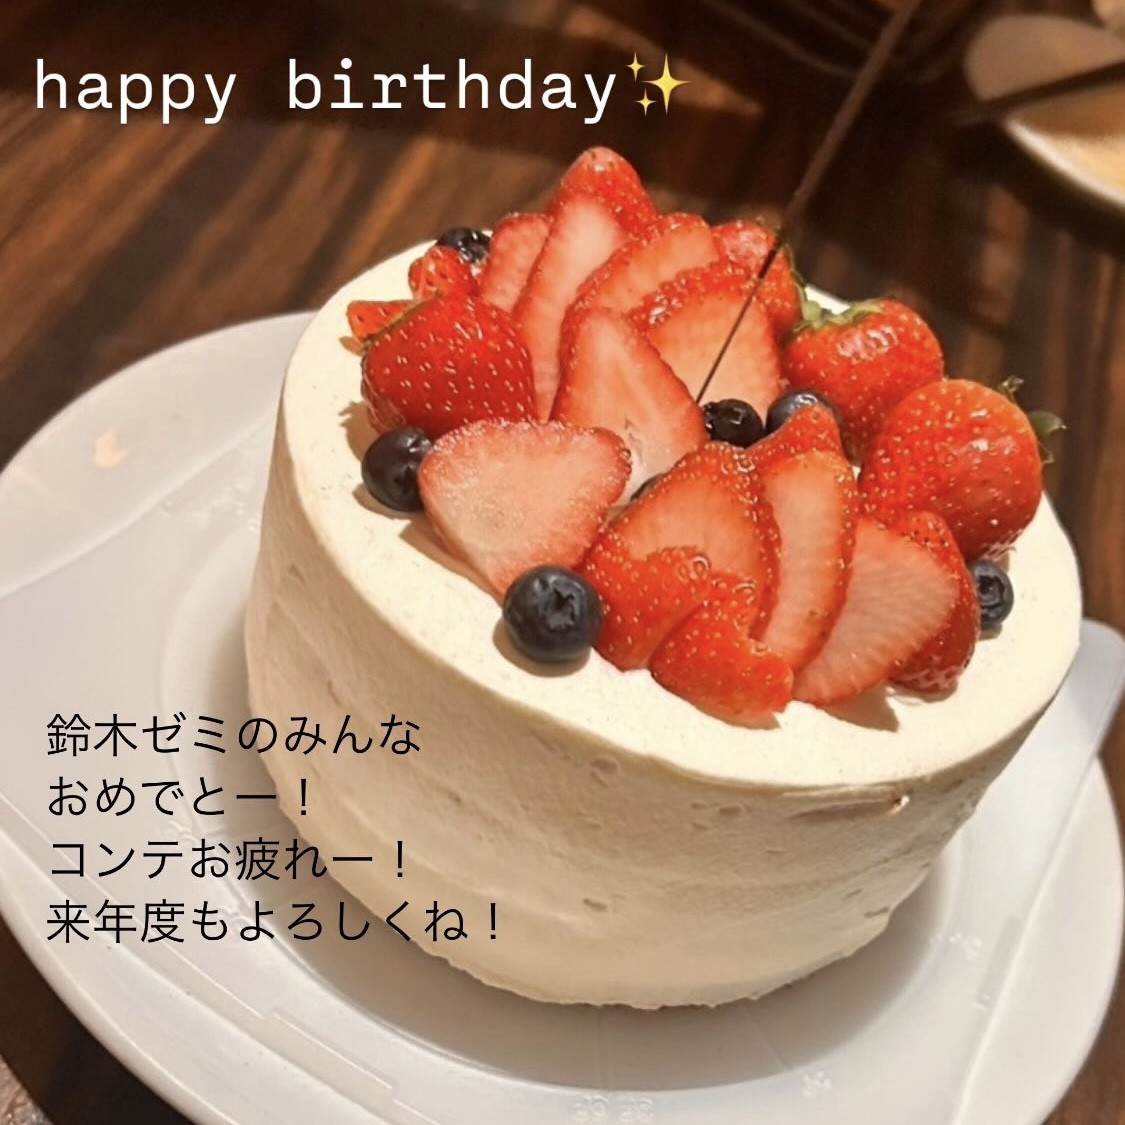 happy birthday✨
鈴木ゼミのみんな
おめでとー！
コンテお疲れー！
来年度もよろしくね！